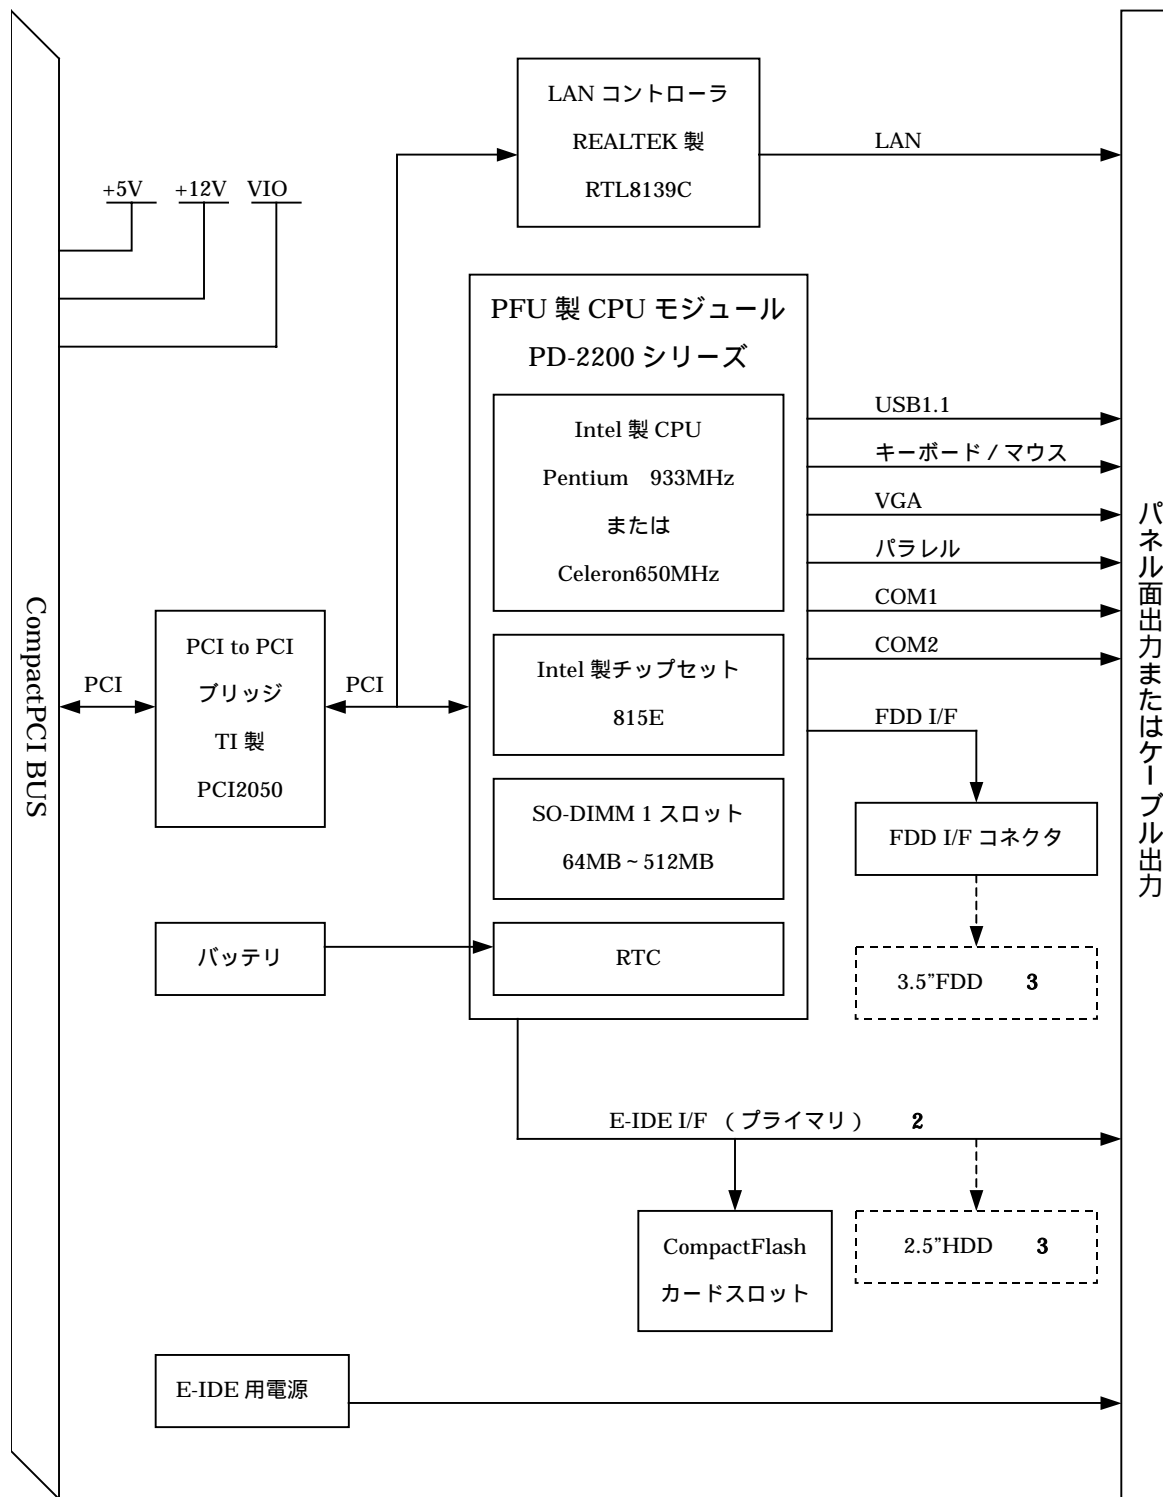 LAN コントローラ
REALTEK 製
RTL8139C
LAN
+5V
+12V
VIO
PFU 製 CPU モジュール
PD-2200 シリーズ
Intel 製 CPU
Pentium 933MHz
または
Celeron650MHz
USB1.1
キーボード / マウス
VGA
パラレル
COM1
COM2
パネル面出力またはケーブル出力
CompactPCI BUS
PCI
PCI to PCI
ブリッジ
TI 製
PCI2050
PCI
Intel 製チップセット
815E
FDD I/F
SO-DIMM 1 スロット
64MB ~ 512MB
FDD I/F コネクタ
バッテリ
RTC
3.5”FDD 3
E-IDE I/F （プライマリ） 2
CompactFlash
カードスロット
2.5”HDD 3
E-IDE 用電源